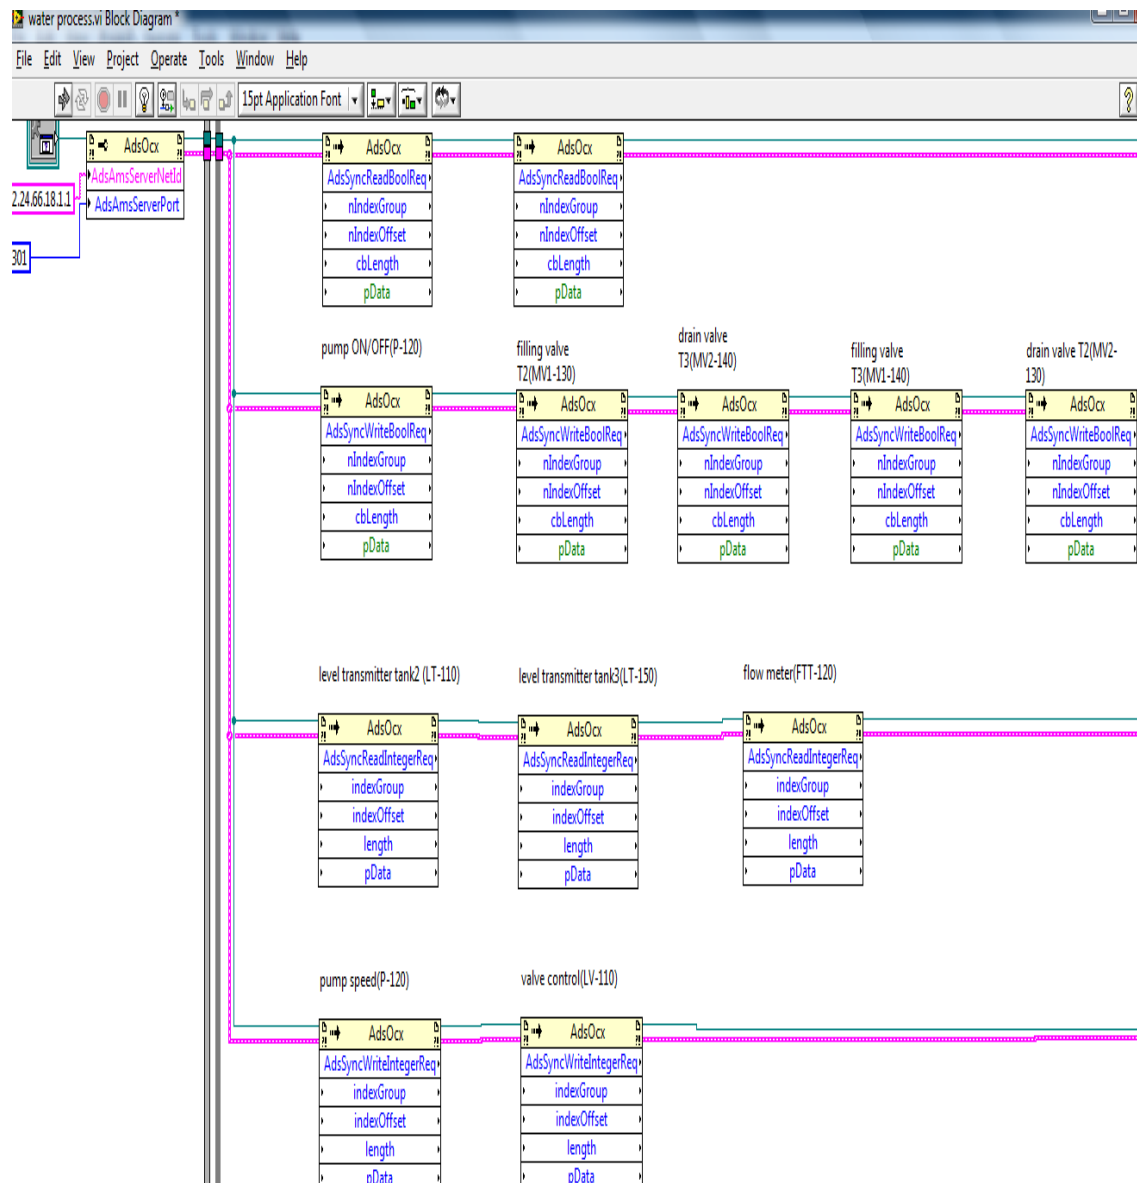 water process.vi Block Diagram *
File Edit View Project Operate Tools Window Help
15pt Application Font
?
AdsOcx
AdsAmsServerNetId
AdsAmsServerPort
2.24.66.18.1.1
301
AdsOcx
AdsSyncReadBoolReq
nIndexGroup
nIndexOffset
cbLength
pData
AdsOcx
AdsSyncReadBoolReq
nIndexGroup
nIndexOffset
cbLength
pData
pump ON/OFF(P-120)
AdsOcx
AdsSyncWriteBoolReq
nIndexGroup
nIndexOffset
cbLength
pData
filling valve
T2(MV1-130)
AdsOcx
AdsSyncWriteBoolReq
nIndexGroup
nIndexOffset
cbLength
pData
drain valve
T3(MV2-140)
AdsOcx
AdsSyncWriteBoolReq
nIndexGroup
nIndexOffset
cbLength
pData
filling valve
T3(MV1-140)
AdsOcx
AdsSyncWriteBoolReq
nIndexGroup
nIndexOffset
cbLength
pData
drain valve T2(MV2-
130)
AdsOcx
AdsSyncWriteBoolReq
nIndexGroup
nIndexOffset
cbLength
pData
level transmitter tank2 (LT-110)
AdsOcx
AdsSyncReadIntegerReq
indexGroup
indexOffset
length
pData
level transmitter tank3(LT-150)
AdsOcx
AdsSyncReadIntegerReq
indexGroup
indexOffset
length
pData
flow meter(FTT-120)
AdsOcx
AdsSyncReadIntegerReq
indexGroup
indexOffset
length
pData
pump speed(P-120)
AdsOcx
AdsSyncWriteIntegerReq
indexGroup
indexOffset
length
pData
valve control(LV-110)
AdsOcx
AdsSyncWriteIntegerReq
indexGroup
indexOffset
length
pData